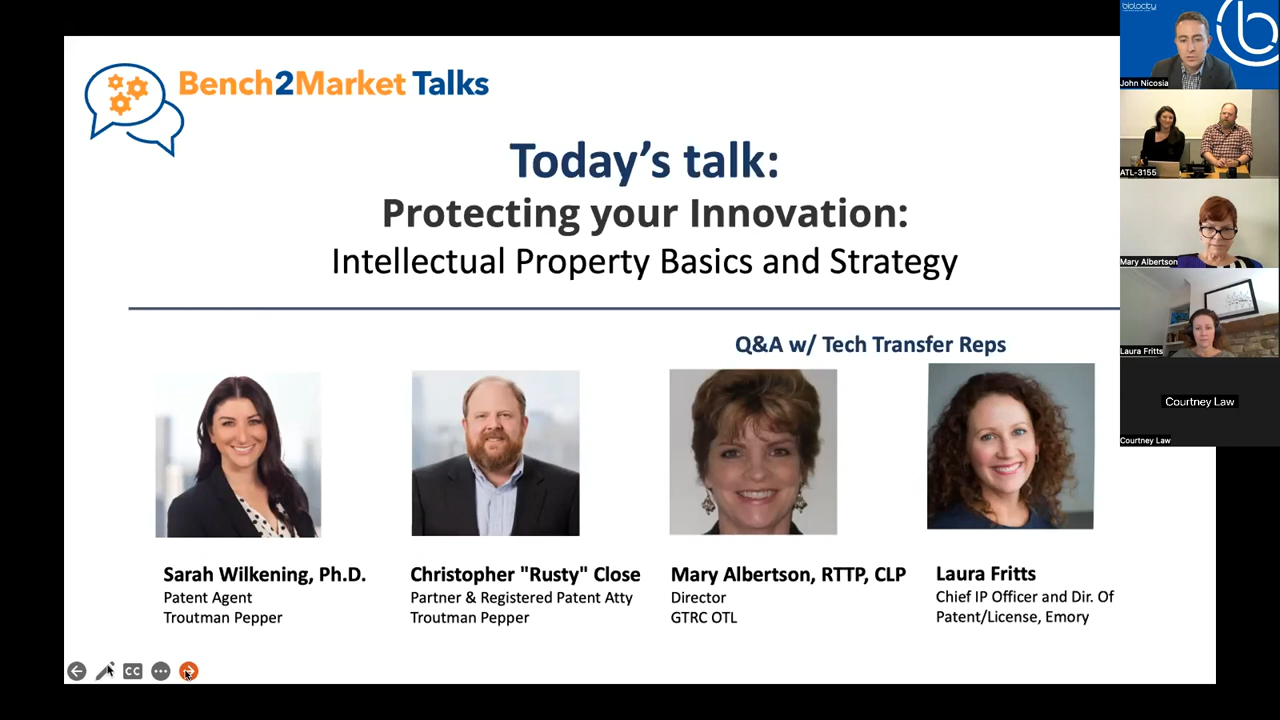 Bench2Market Talks
Today's talk:
Protecting your Innovation:
Intellectual Property Basics and Strategy
Q&A w/ Tech Transfer Reps
Sarah Wilkening, Ph.D.
Patent Agent
Troutman Pepper
Christopher "Rusty" Close
Partner & Registered Patent Atty
Troutman Pepper
Mary Albertson, RTTP, CLP
Director
GTRC OTL
Laura Fritts
Chief IP Officer and Dir. Of
Patent/License, Emory
CC
biolocity
John Nicosia
ATL-3155
Mary Albertson
Laura Fritts
Courtney Law
Courtney Law